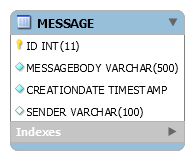 MESSAGE
ID INT(11)
MESSAGEBODY VARCHAR(500)
CREATIONDATE TIMESTAMP
SENDER VARCHAR(100)
Indexes